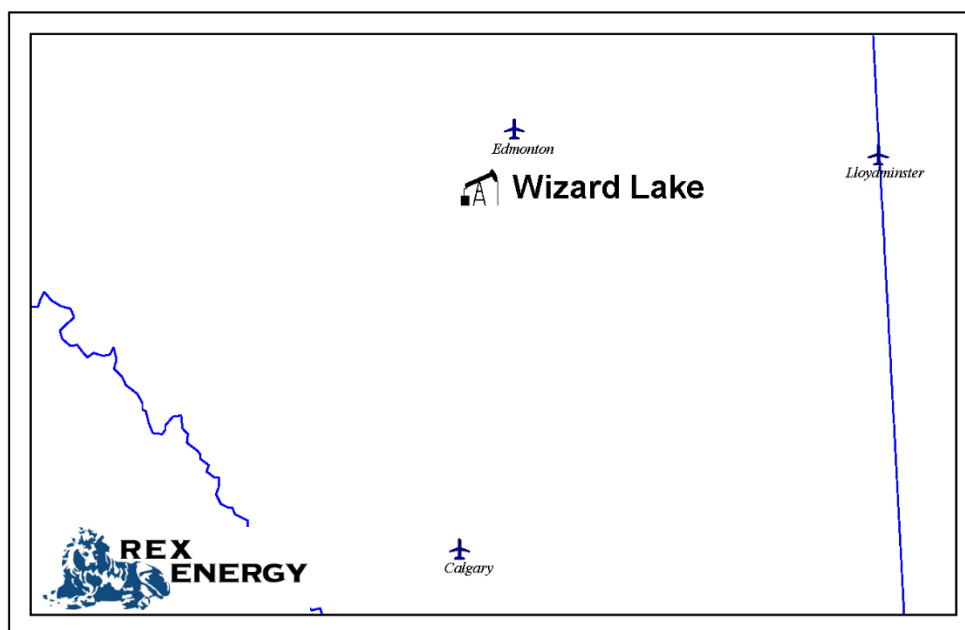 Edmonton
Lloydminster
Wizard Lake
REX
ENERGY
Calgary